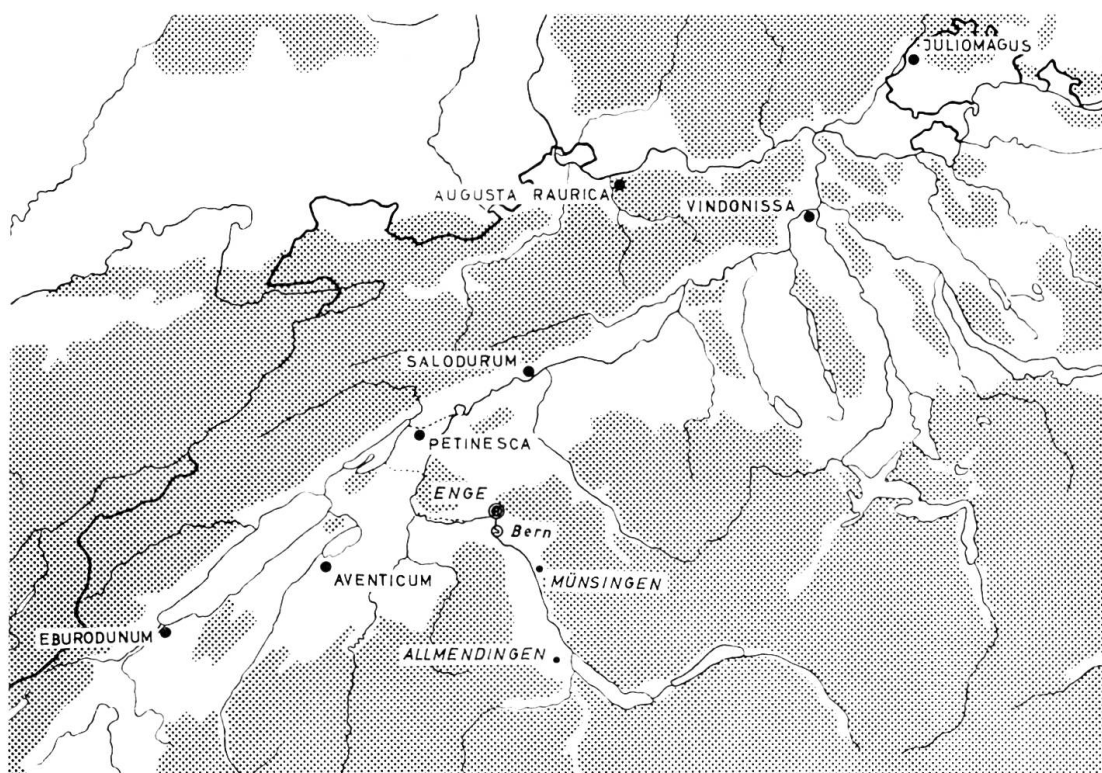 JULIOMAGUS
AUGUSTA RAURICA
VINDONISSA
SALODURUM
PETINESCA
ENGE
Bern
AVENTICUM
MÜNSINGEN
EBURODUNUM
ALLMENDINGEN